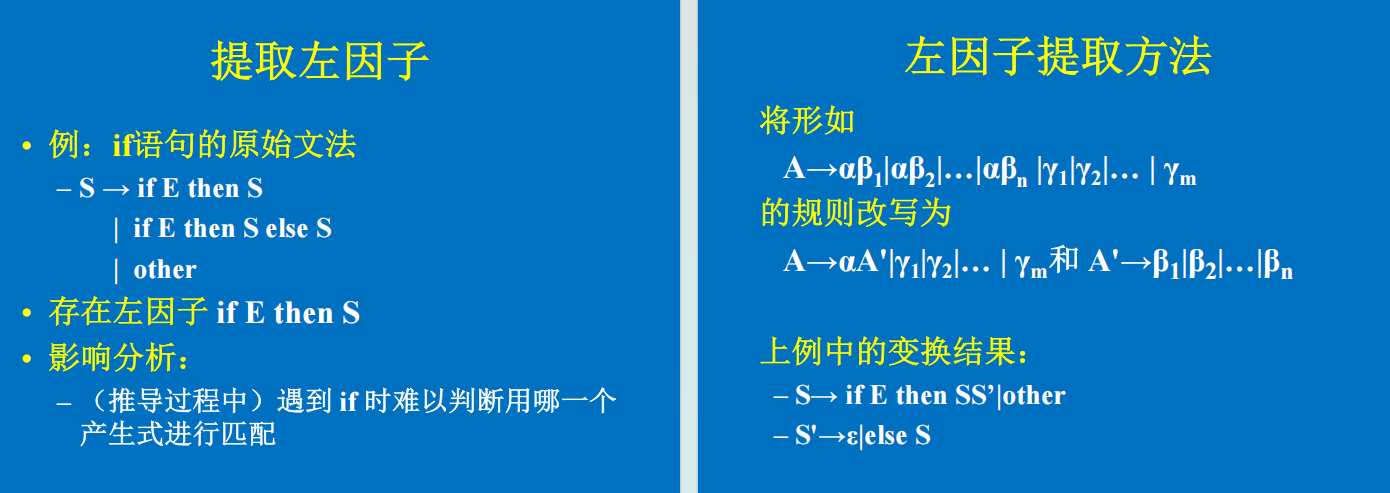 提取左因子
• 例：if语句的原始文法
– S → if E then S
| if E then S else S
| other
• 存在左因子 if E then S
• 影响分析：
– （推导过程中）遇到 if 时难以判断用哪一个
产生式进行匹配
左因子提取方法
将形如
A→αβ₁|αβ₂|…|αβₙ |γ₁|γ₂|… | γₘ
的规则改写为
A→αA'|γ₁|γ₂|… | γₘ和 A'→β₁|β₂|…|βₙ
上例中的变换结果：
– S→ if E then SS’|other
– S'→ε|else S